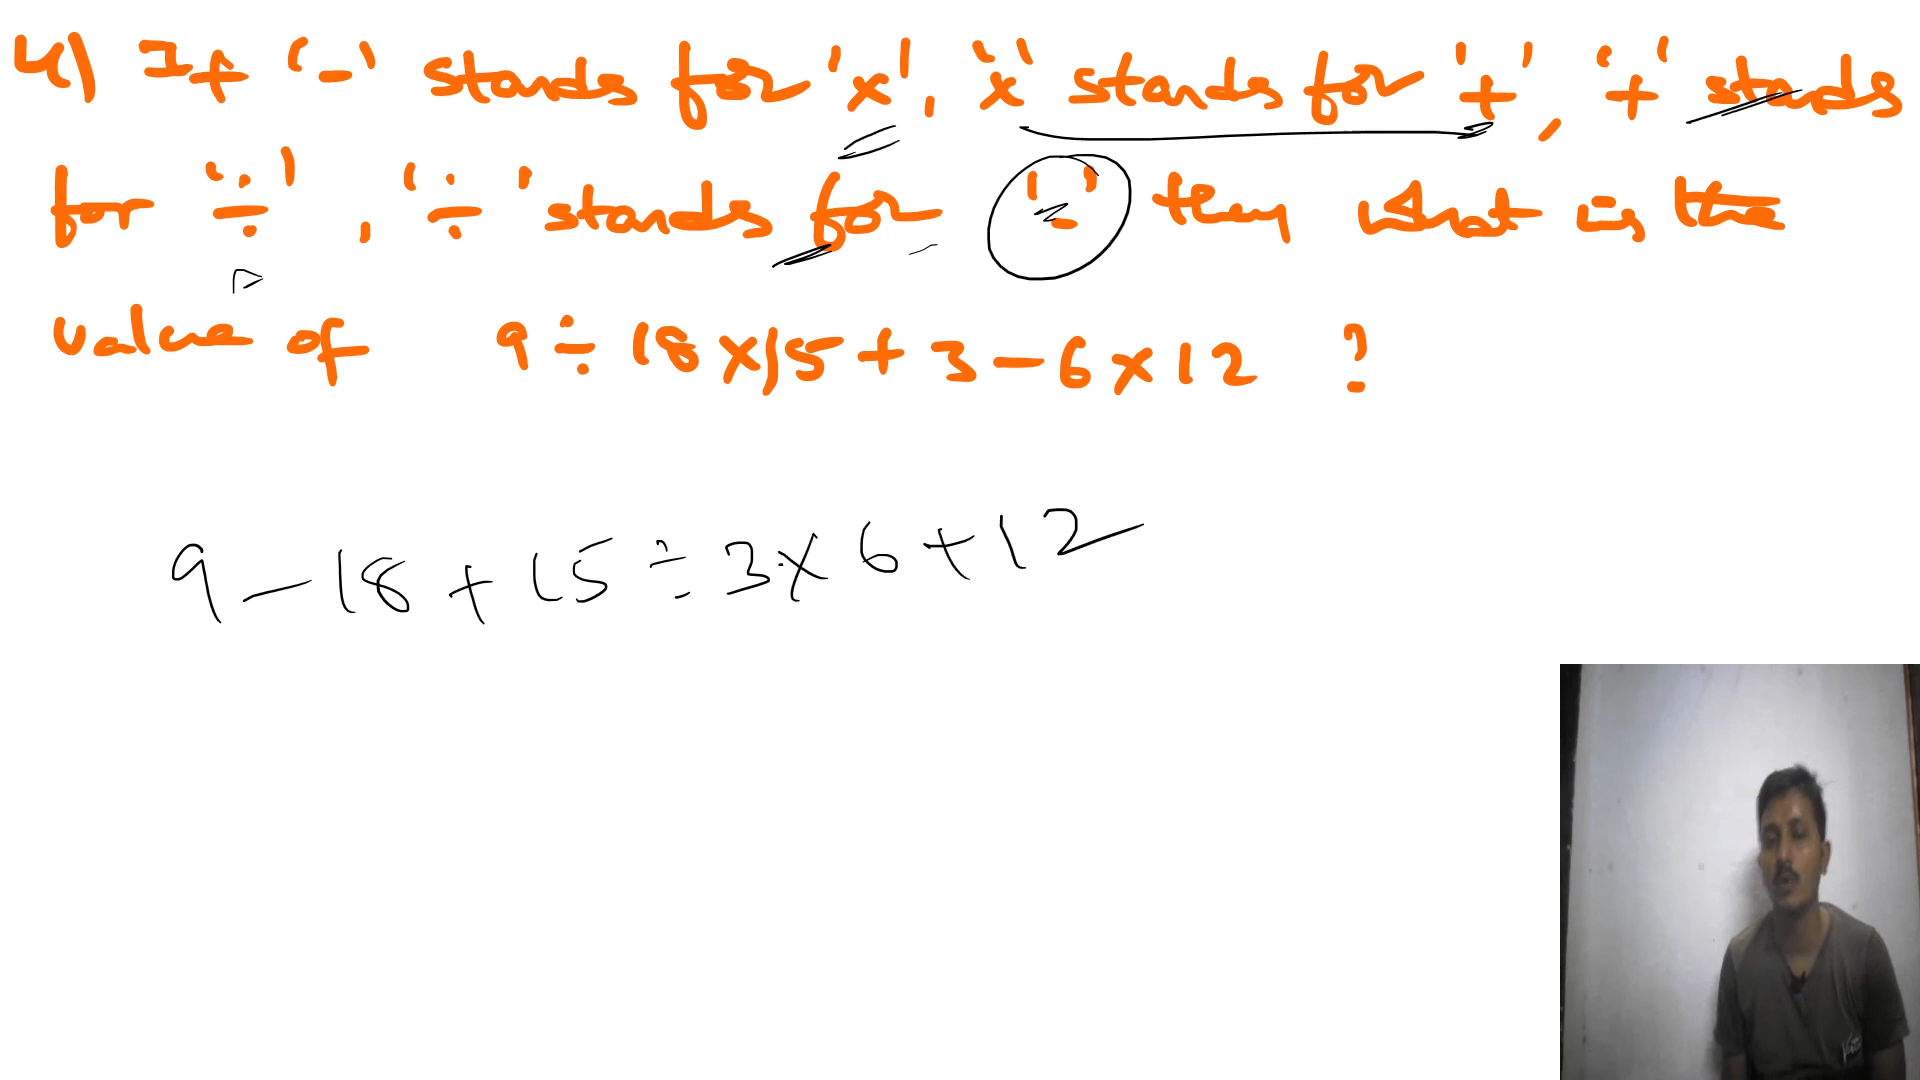 4) If '-' stands for 'x', 'x' stands for '+', '+' stands
for '÷', '÷' stands for '-' then what is the
value of 9 ÷ 18 x 15 + 3 - 6 x 12 ?
9 - 18 + 15 ÷ 3 x 6 + 12